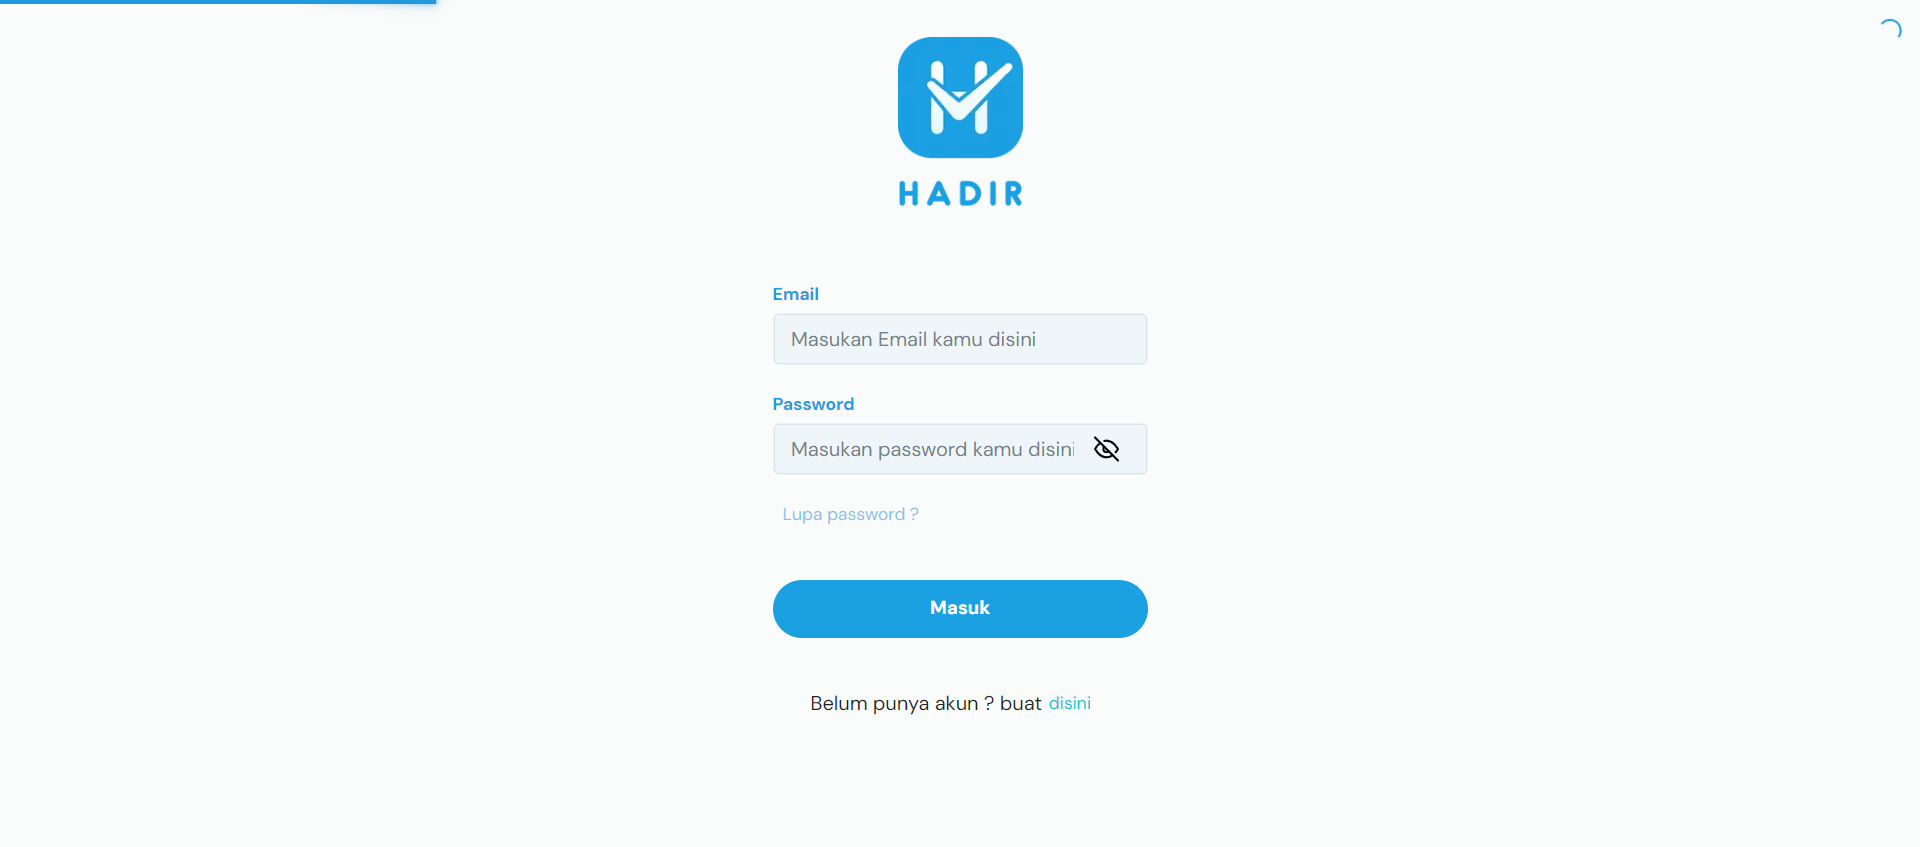 HADIR
Email
Masukan Email kamu disini
Password
Masukan password kamu disini
Lupa password ?
Masuk
Belum punya akun ? buat disini